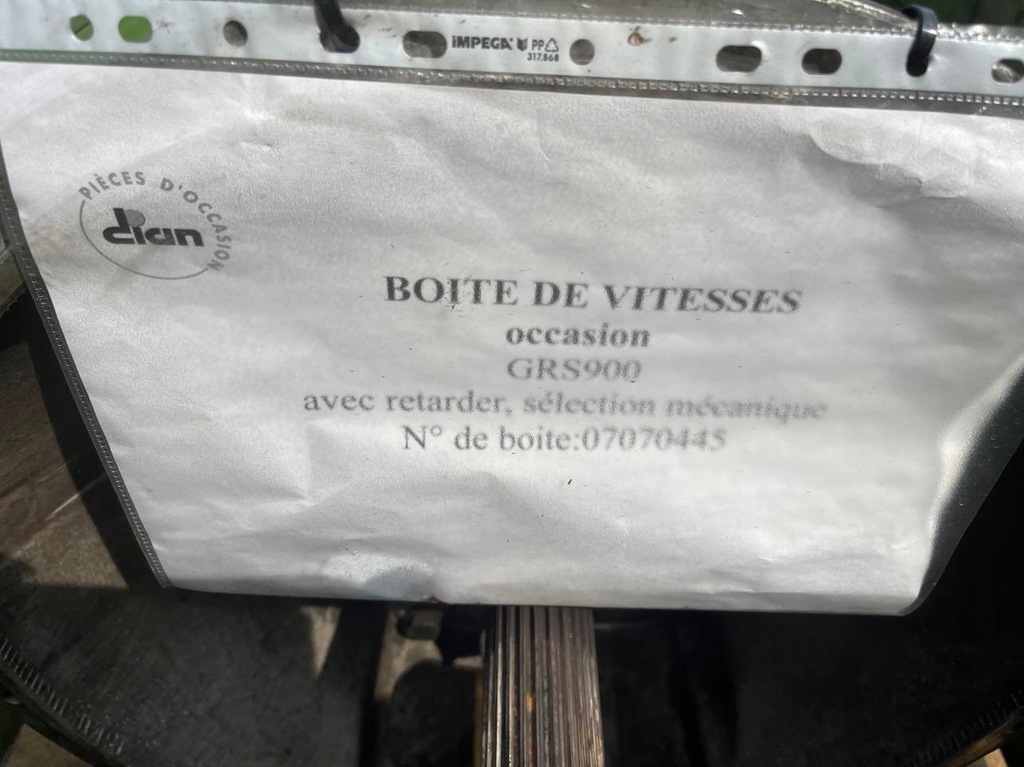 IMPEGA PP
317.868
PIÈCES D'OCCASION
dian
BOITE DE VITESSES
occasion
GRS900
avec retarder, sélection mécanique
N° de boite:07070445